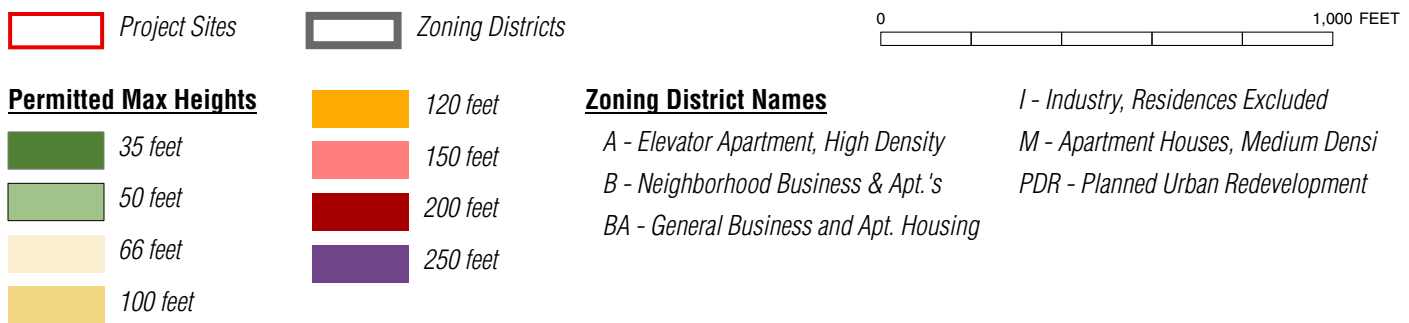 Project Sites
Zoning Districts
0
1,000 FEET
Permitted Max Heights
35 feet
50 feet
66 feet
100 feet
120 feet
150 feet
200 feet
250 feet
Zoning District Names
A - Elevator Apartment, High Density
B - Neighborhood Business & Apt.'s
BA - General Business and Apt. Housing
I - Industry, Residences Excluded
M - Apartment Houses, Medium Densi
PDR - Planned Urban Redevelopment